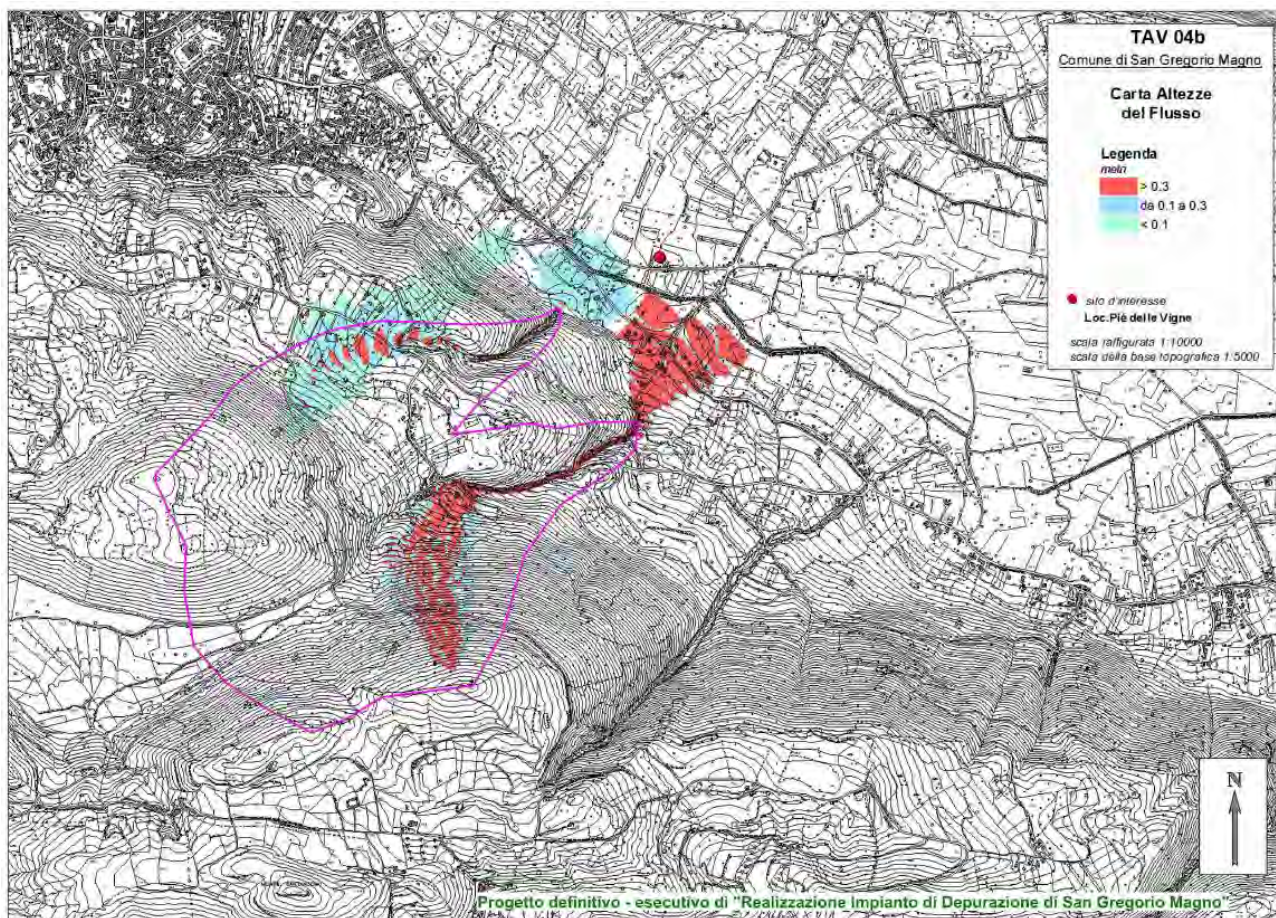 TAV 04b
Comune di San Gregorio Magno
Carta Altezze
del Flusso
Legenda
metri
> 0.3
da 0.1 a 0.3
< 0.1
sito d'interesse
Loc.Piè delle Vigne
scala raffigurata 1:10000
scala della base topografica 1:5000
N
Progetto definitivo - esecutivo di "Realizzazione Impianto di Depurazione di San Gregorio Magno"